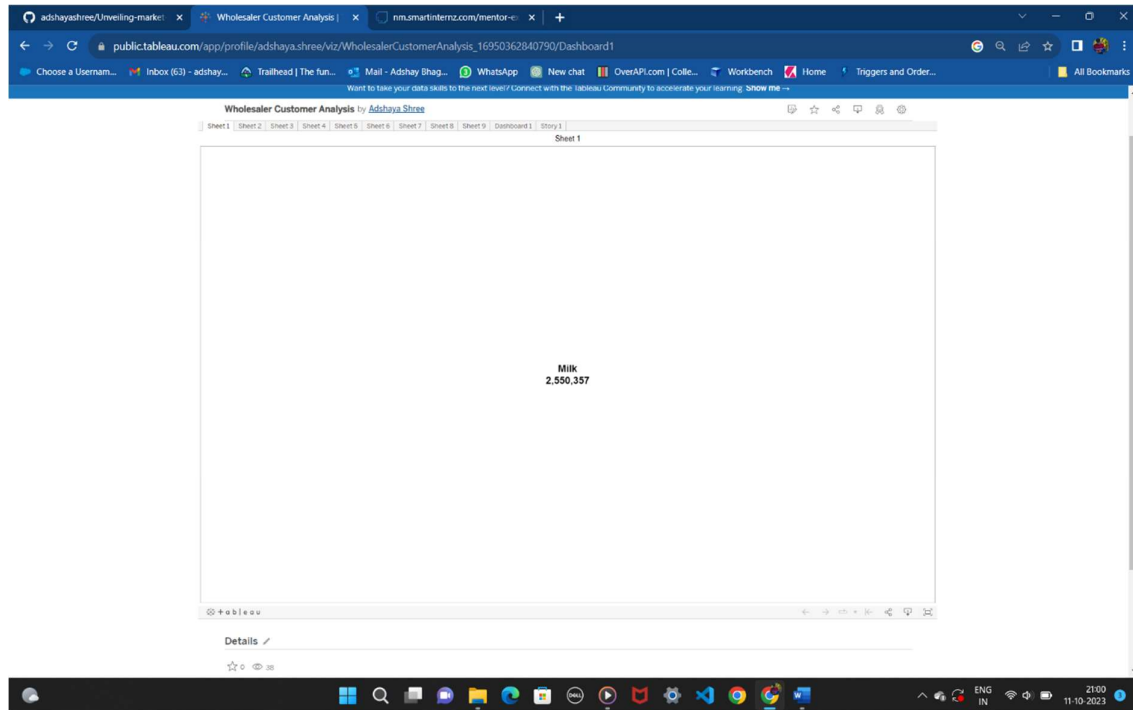 adshayashree/Unveiling-market
Wholesaler Customer Analysis |
nm.smartinternz.com/mentor-e
public.tableau.com/app/profile/adshaya.shree/viz/WholesalerCustomerAnalysis_16950362840790/Dashboard1
Choose a Usernam... Inbox (63) - adshay... Trailhead | The fun... Mail - Adshay Bhag... WhatsApp New chat OverAPI.com | Colle... Workbench Home Triggers and Order... All Bookmarks
Want to take your data skills to the next level? Connect with the Tableau Community to accelerate your learning. Show me →
Wholesaler Customer Analysis by Adshaya Shree
Sheet 1 Sheet 2 Sheet 3 Sheet 4 Sheet 5 Sheet 6 Sheet 7 Sheet 8 Sheet 9 Dashboard 1 Story 1
Sheet 1
Milk
2,550,357
+ableau
Details
0 38
DELL
ENG
IN
21:00
11-10-2023